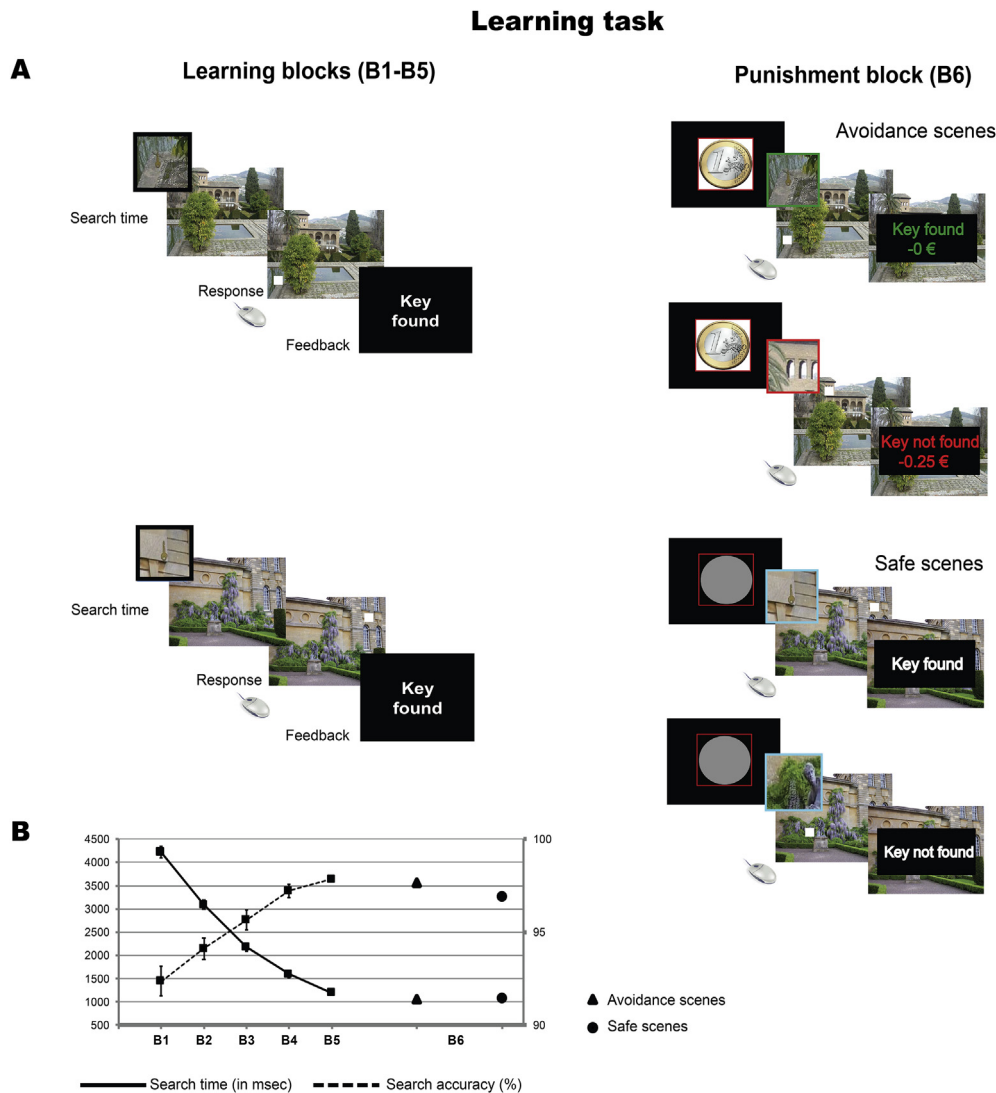 Learning task
A
Learning blocks (B1-B5)
Search time
Response
Feedback
Key
found
Search time
Response
Feedback
Key
found
Punishment block (B6)
Avoidance scenes
1
Key found
-0 €
1
Key not found
-0.25 €
Safe scenes
Key found
Key not found
B
4500
4000
3500
3000
2500
2000
1500
1000
500
100
95
90
B1
B2
B3
B4
B5
B6
Avoidance scenes
Safe scenes
Search time (in msec)
Search accuracy (%)